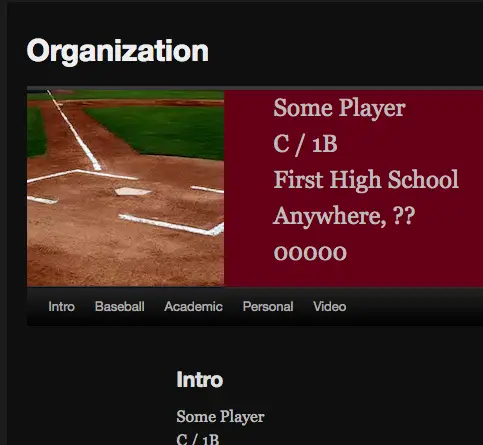 Organization
Some Player
C / 1B
First High School
Anywhere, ??
00000
Intro Baseball Academic Personal Video
Intro
Some Player
C / 1B